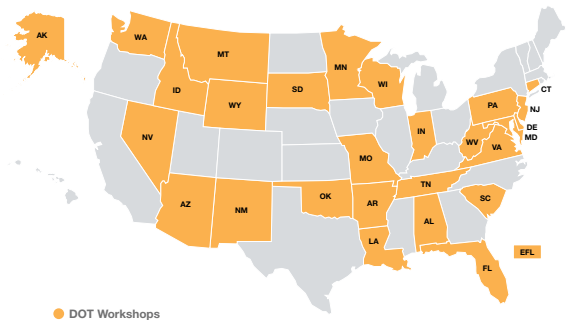 AK
WA
MT
ID
WY
SD
MN
WI
NV
AZ
NM
OK
AR
LA
MO
IN
TN
AL
FL
SC
WV
VA
PA
CT
NJ
DE
MD
EFL
DOT Workshops